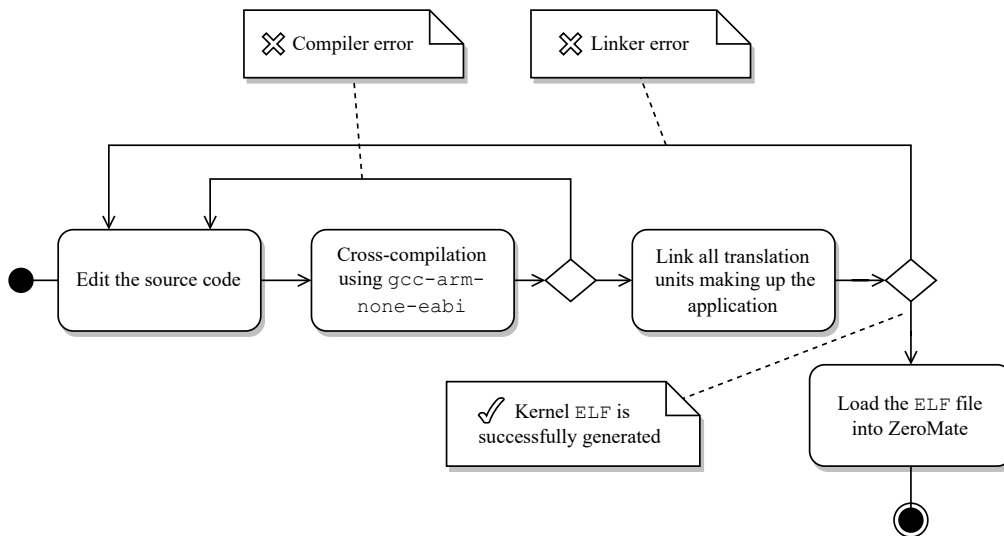 Compiler error
Linker error
Edit the source code
Cross-compilation
using gcc-arm-
none-eabi
Link all translation
units making up the
application
Kernel ELF is
successfully generated
Load the ELF file
into ZeroMate